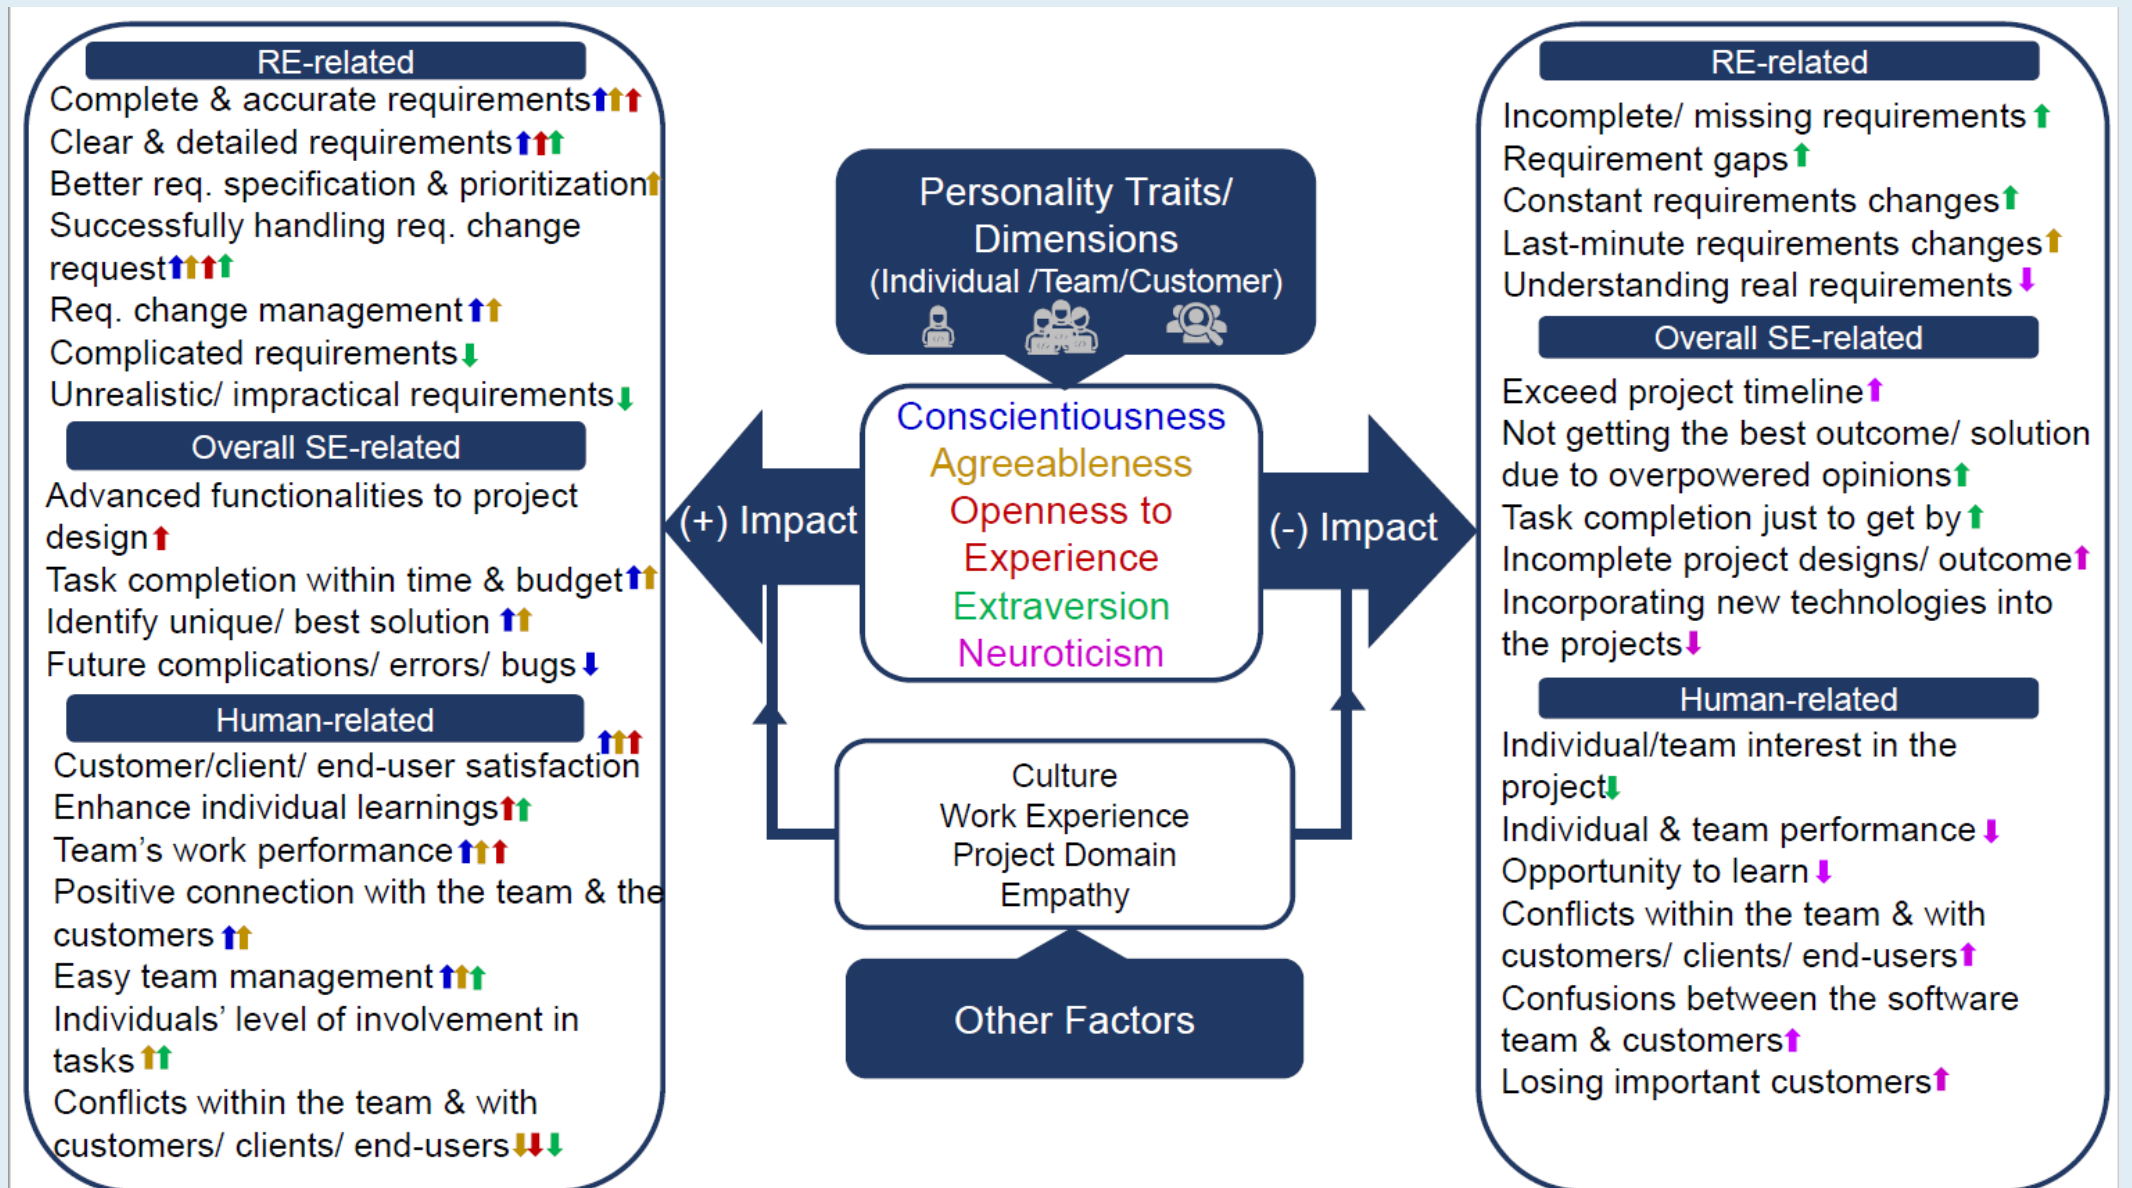 RE-related
Complete & accurate requirements
Clear & detailed requirements
Better req. specification & prioritization
Successfully handling req. change
request
Req. change management
Complicated requirements
Unrealistic/ impractical requirements
Overall SE-related
Advanced functionalities to project
design
Task completion within time & budget
Identify unique/ best solution
Future complications/ errors/ bugs
Human-related
Customer/client/ end-user satisfaction
Enhance individual learnings
Team’s work performance
Positive connection with the team & the
customers
Easy team management
Individuals’ level of involvement in
tasks
Conflicts within the team & with
customers/ clients/ end-users
(+) Impact
Personality Traits/
Dimensions
(Individual /Team/Customer)
Conscientiousness
Agreeableness
Openness to
Experience
Extraversion
Neuroticism
Culture
Work Experience
Project Domain
Empathy
Other Factors
(-) Impact
RE-related
Incomplete/ missing requirements
Requirement gaps
Constant requirements changes
Last-minute requirements changes
Understanding real requirements
Overall SE-related
Exceed project timeline
Not getting the best outcome/ solution
due to overpowered opinions
Task completion just to get by
Incomplete project designs/ outcome
Incorporating new technologies into
the projects
Human-related
Individual/team interest in the
project
Individual & team performance
Opportunity to learn
Conflicts within the team & with
customers/ clients/ end-users
Confusions between the software
team & customers
Losing important customers